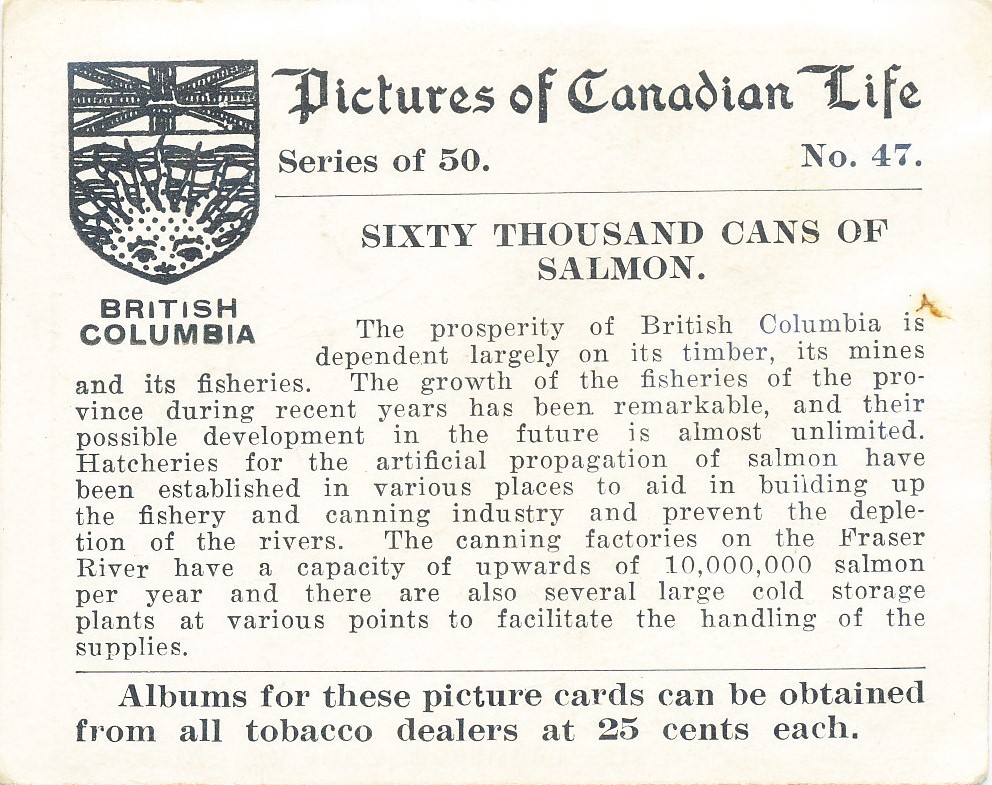 Pictures of Canadian Life
Series of 50. No. 47.
SIXTY THOUSAND CANS OF
SALMON.
BRITISH
COLUMBIA
The prosperity of British Columbia is
dependent largely on its timber, its mines
and its fisheries. The growth of the fisheries of the pro-
vince during recent years has been remarkable, and their
possible development in the future is almost unlimited.
Hatcheries for the artificial propagation of salmon have
been established in various places to aid in building up
the fishery and canning industry and prevent the deple-
tion of the rivers. The canning factories on the Fraser
River have a capacity of upwards of 10,000,000 salmon
per year and there are also several large cold storage
plants at various points to facilitate the handling of the
supplies.
Albums for these picture cards can be obtained
from all tobacco dealers at 25 cents each.